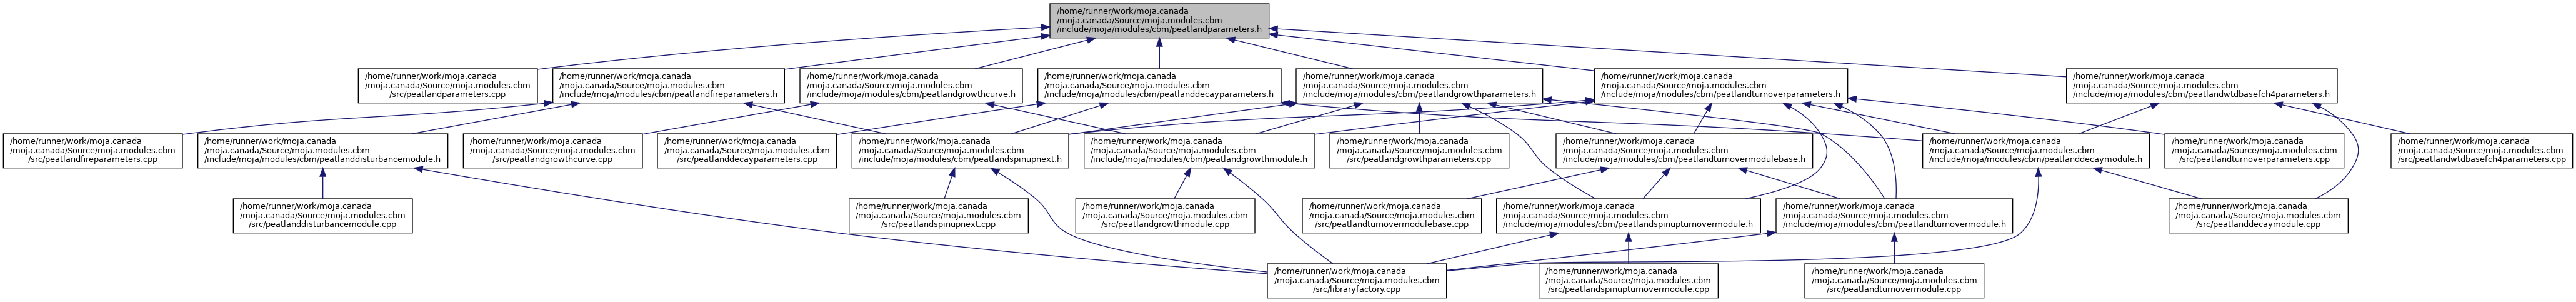 /home/runner/work/moja.canada
/moja.canada/Source/moja.modules.cbm
/include/moja/modules/cbm/peatlandparameters.h
/home/runner/work/moja.canada
/moja.canada/Source/moja.modules.cbm
/src/peatlandparameters.cpp
/home/runner/work/moja.canada
/moja.canada/Source/moja.modules.cbm
/include/moja/modules/cbm/peatlandfireparameters.h
/home/runner/work/moja.canada
/moja.canada/Source/moja.modules.cbm
/include/moja/modules/cbm/peatlandgrowthcurve.h
/home/runner/work/moja.canada
/moja.canada/Source/moja.modules.cbm
/include/moja/modules/cbm/peatlanddecayparameters.h
/home/runner/work/moja.canada
/moja.canada/Source/moja.modules.cbm
/include/moja/modules/cbm/peatlandgrowthparameters.h
/home/runner/work/moja.canada
/moja.canada/Source/moja.modules.cbm
/include/moja/modules/cbm/peatlandturnoverparameters.h
/home/runner/work/moja.canada
/moja.canada/Source/moja.modules.cbm
/include/moja/modules/cbm/peatlandwtdbasefch4parameters.h
/home/runner/work/moja.canada
/moja.canada/Source/moja.modules.cbm
/src/peatlandfireparameters.cpp
/home/runner/work/moja.canada
/moja.canada/Source/moja.modules.cbm
/include/moja/modules/cbm/peatlanddisturbancemodule.h
/home/runner/work/moja.canada
/moja.canada/Source/moja.modules.cbm
/src/peatlandgrowthcurve.cpp
/home/runner/work/moja.canada
/moja.canada/Source/moja.modules.cbm
/src/peatlanddecayparameters.cpp
/home/runner/work/moja.canada
/moja.canada/Source/moja.modules.cbm
/include/moja/modules/cbm/peatlandspinupnext.h
/home/runner/work/moja.canada
/moja.canada/Source/moja.modules.cbm
/include/moja/modules/cbm/peatlandgrowthmodule.h
/home/runner/work/moja.canada
/moja.canada/Source/moja.modules.cbm
/src/peatlandgrowthparameters.cpp
/home/runner/work/moja.canada
/moja.canada/Source/moja.modules.cbm
/include/moja/modules/cbm/peatlandturnovermodulebase.h
/home/runner/work/moja.canada
/moja.canada/Source/moja.modules.cbm
/include/moja/modules/cbm/peatlanddecaymodule.h
/home/runner/work/moja.canada
/moja.canada/Source/moja.modules.cbm
/src/peatlandturnoverparameters.cpp
/home/runner/work/moja.canada
/moja.canada/Source/moja.modules.cbm
/src/peatlandwtdbasefch4parameters.cpp
/home/runner/work/moja.canada
/moja.canada/Source/moja.modules.cbm
/src/peatlanddisturbancemodule.cpp
/home/runner/work/moja.canada
/moja.canada/Source/moja.modules.cbm
/src/peatlandspinupnext.cpp
/home/runner/work/moja.canada
/moja.canada/Source/moja.modules.cbm
/src/peatlandgrowthmodule.cpp
/home/runner/work/moja.canada
/moja.canada/Source/moja.modules.cbm
/src/peatlandturnovermodulebase.cpp
/home/runner/work/moja.canada
/moja.canada/Source/moja.modules.cbm
/include/moja/modules/cbm/peatlandspinupturnovermodule.h
/home/runner/work/moja.canada
/moja.canada/Source/moja.modules.cbm
/include/moja/modules/cbm/peatlandturnovermodule.h
/home/runner/work/moja.canada
/moja.canada/Source/moja.modules.cbm
/src/peatlanddecaymodule.cpp
/home/runner/work/moja.canada
/moja.canada/Source/moja.modules.cbm
/src/libraryfactory.cpp
/home/runner/work/moja.canada
/moja.canada/Source/moja.modules.cbm
/src/peatlandspinupturnovermodule.cpp
/home/runner/work/moja.canada
/moja.canada/Source/moja.modules.cbm
/src/peatlandturnovermodule.cpp